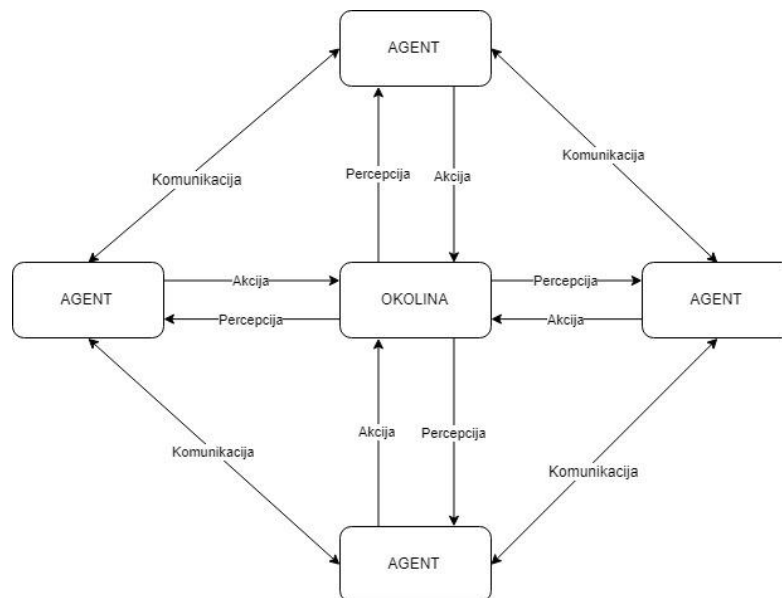 AGENT
Komunikacija
Komunikacija
Percepcija
Akcija
AGENT
Akcija
Percepcija
OKOLINA
Percepcija
Akcija
AGENT
Komunikacija
Akcija
Percepcija
Komunikacija
AGENT